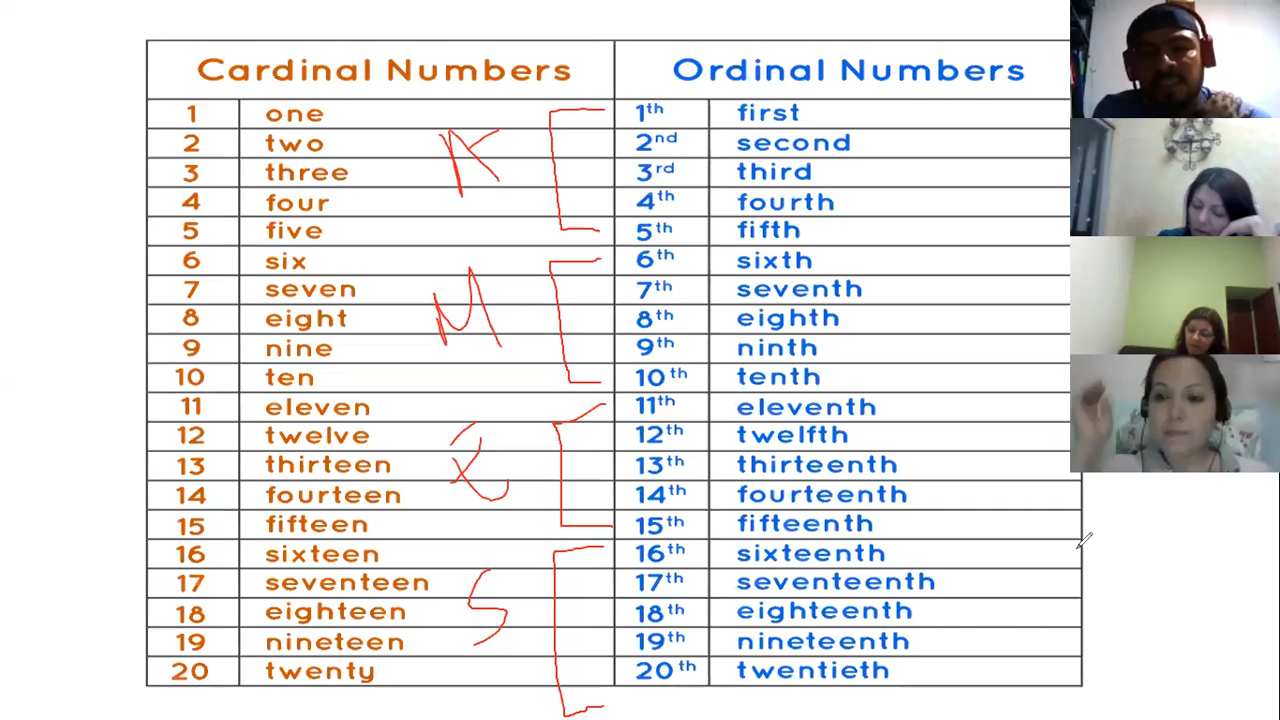 Cardinal Numbers Ordinal Numbers
1 one 1th first
2 two 2nd second
K
3 three 3rd third
4 four 4th fourth
5 five 5th fifth
6 six 6th sixth
7 seven 7th seventh
M
8 eight 8th eighth
9 nine 9th ninth
10 ten 10th tenth
11 eleven 11th eleventh
12 twelve 12th twelfth
13 thirteen 13th thirteenth
14 fourteen 14th fourteenth
15 fifteen 15th fifteenth
16 sixteen 16th sixteenth
17 seventeen 17th seventeenth
S
18 eighteen 18th eighteenth
19 nineteen 19th nineteenth
20 twenty 20th twentieth